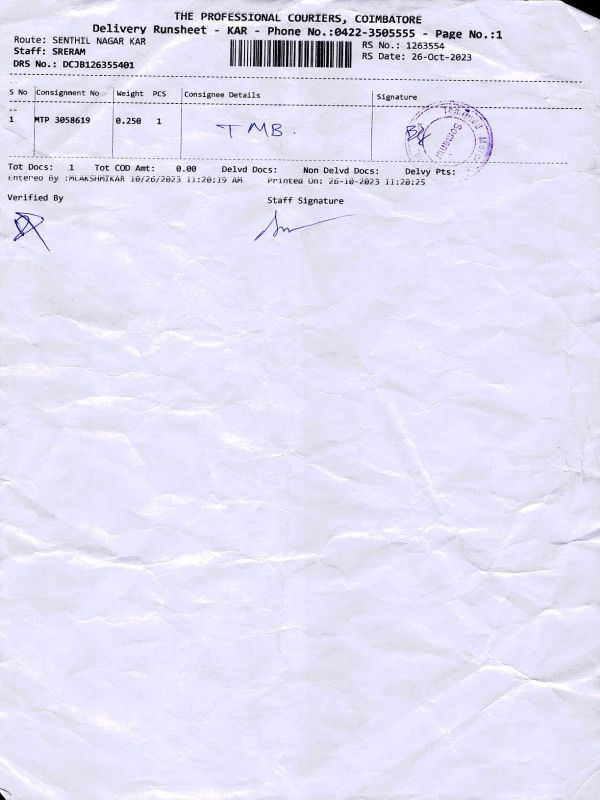 THE PROFESSIONAL COURIERS, COIMBATORE
Delivery Runsheet - KAR - Phone No.:0422-3505555 - Page No.:1
Route: SENTHIL NAGAR KAR
RS No.: 1263554
Staff: SRERAM
RS Date: 26-Oct-2023
DRS No.: DCJB126355401
S No Consignment No Weight PCS Consignee Details Signature
1 MTP 3058619 0.250 1 TMB.
Tot Docs: 1 Tot COD Amt: 0.00 Delvd Docs: Non Delvd Docs: Delvy Pts:
Entered By :MLAKSHMIKAR 10/26/2023 11:20:19 AM Printed On: 26-10-2023 11:20:25
Verified By
Staff Signature